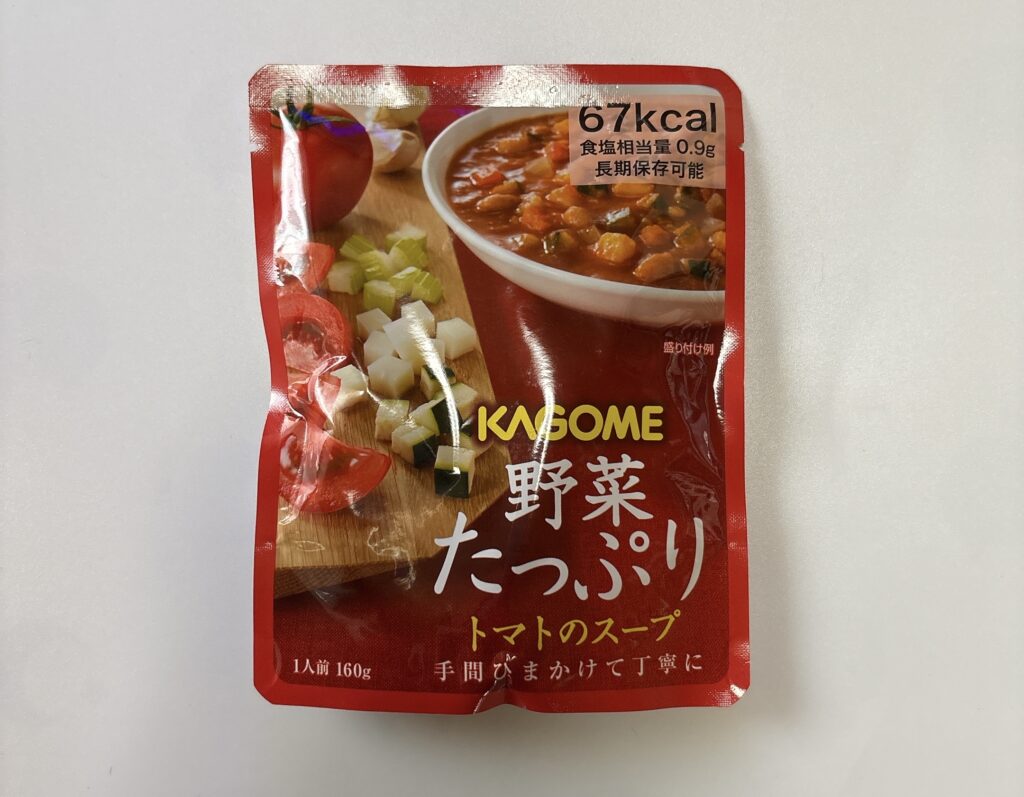 67kcal
食塩相当量 0.9g
長期保存可能
盛り付け例
KAGOME
野菜
たっぷり
トマトのスープ
1人前 160g
手間ひまかけて丁寧に